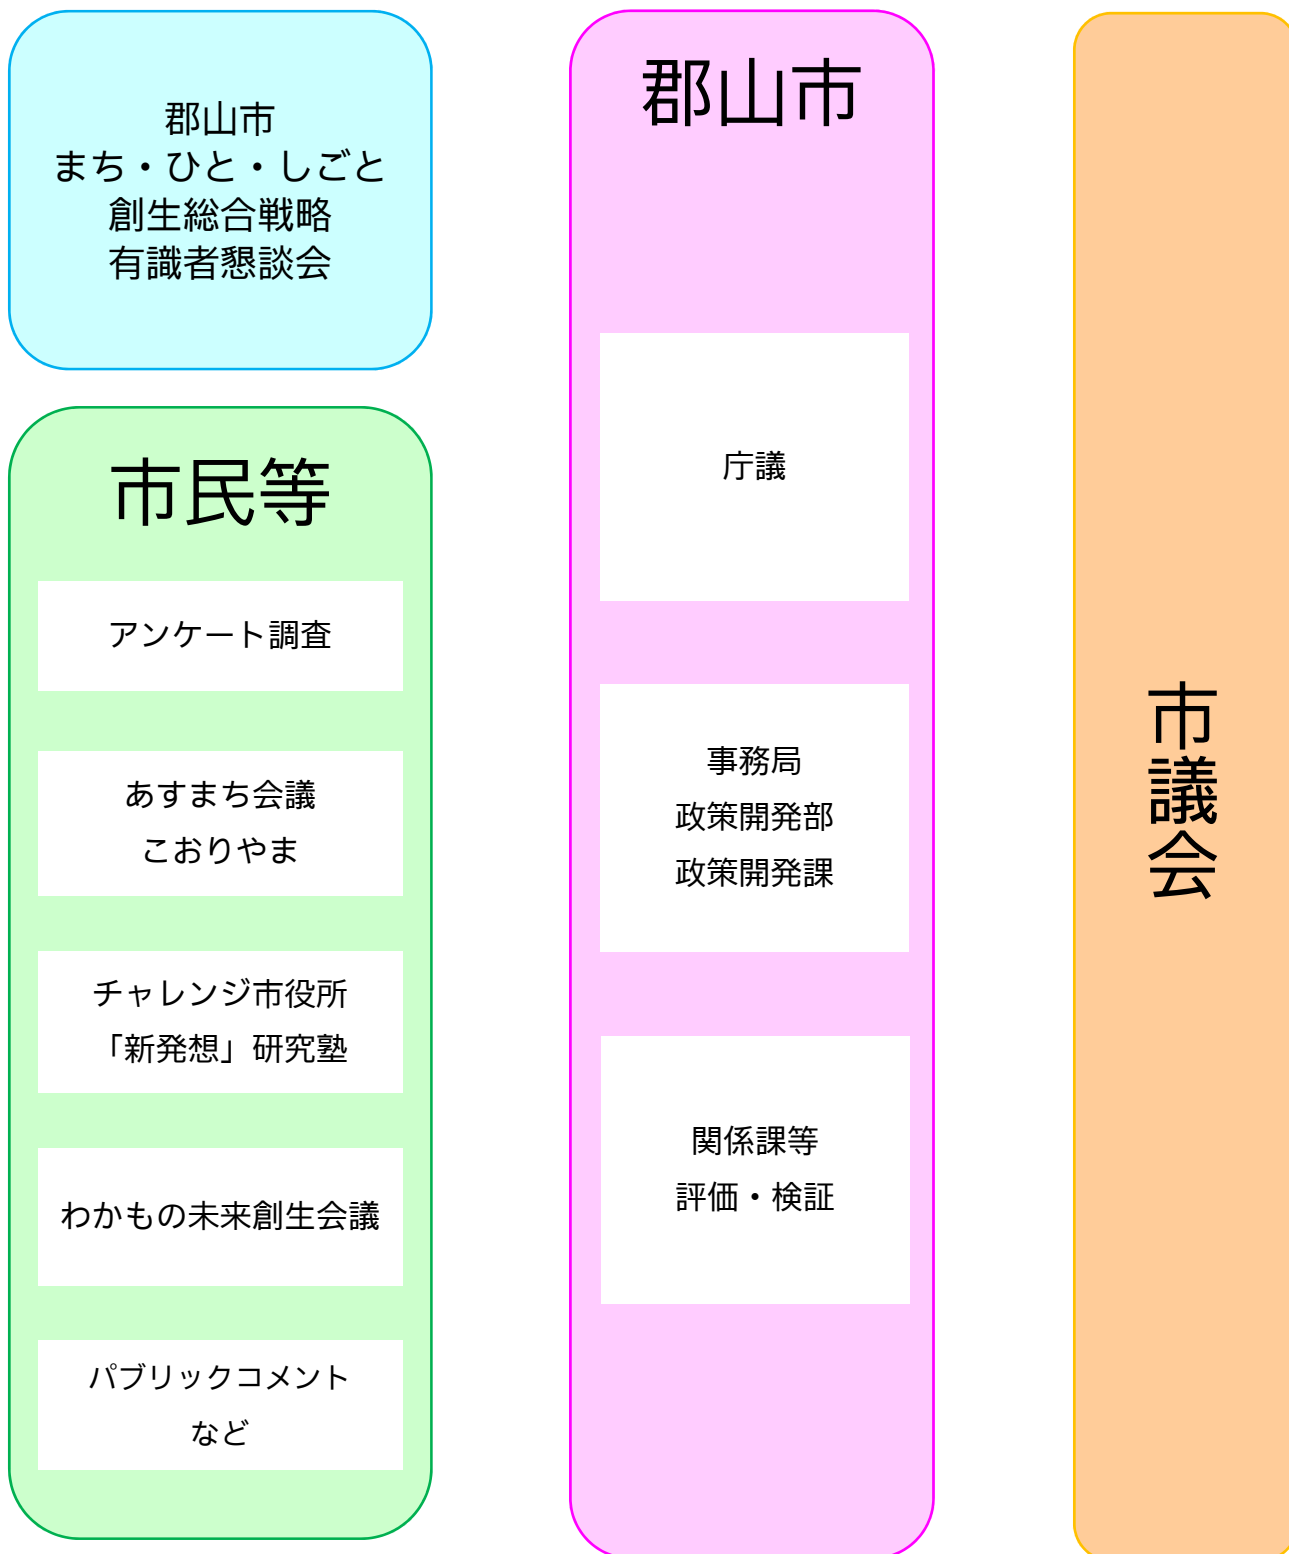 郡山市
まち・ひと・しごと
創生総合戦略
有識者懇談会
市民等
アンケート調査
あすまち会議
こおりやま
チャレンジ市役所
「新発想」研究塾
わかもの未来創生会議
パブリックコメント
など
郡山市
庁議
事務局
政策開発部
政策開発課
関係課等
評価・検証
市議会